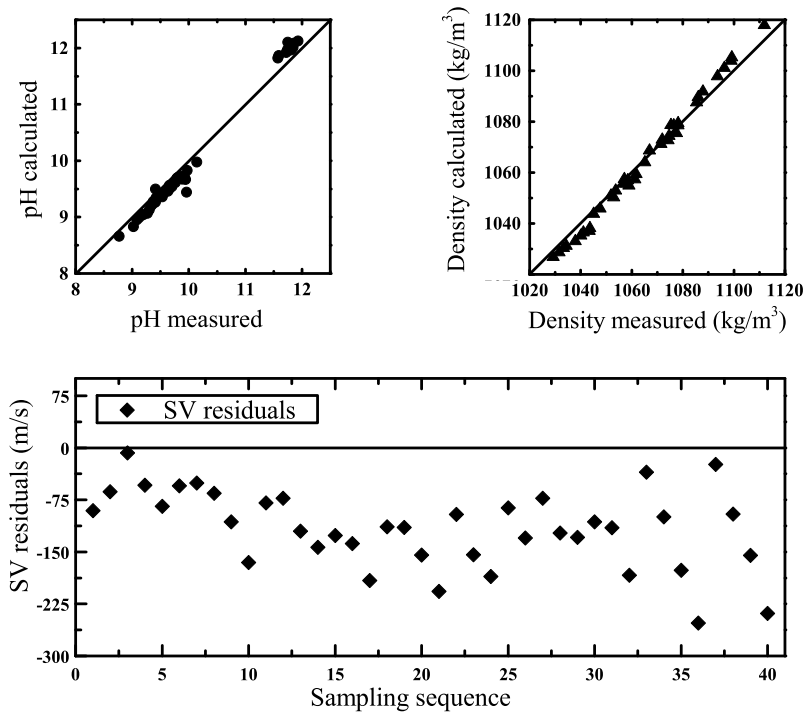 12
11
10
9
8
pH calculated
8 9 10 11 12
pH measured
1120
1100
1080
1060
1040
Density calculated (kg/m³)
1020 1040 1060 1080 1100 1120
Density measured (kg/m³)
75
0
-75
-150
-225
-300
SV residuals (m/s)
SV residuals
0 5 10 15 20 25 30 35 40
Sampling sequence